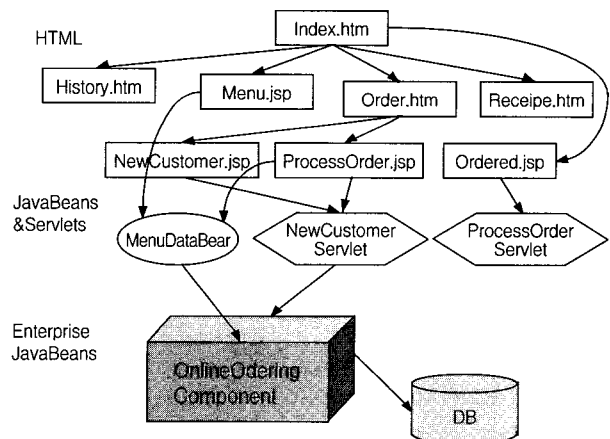 HTML
Index.htm
History.htm
Menu.jsp
Order.htm
Receipe.htm
NewCustomer.jsp
ProcessOrder.jsp
Ordered.jsp
JavaBeans
&Servlets
MenuDataBear
NewCustomer
Servlet
ProcessOrder
Servlet
Enterprise
JavaBeans
OnlineOdering
Component
DB